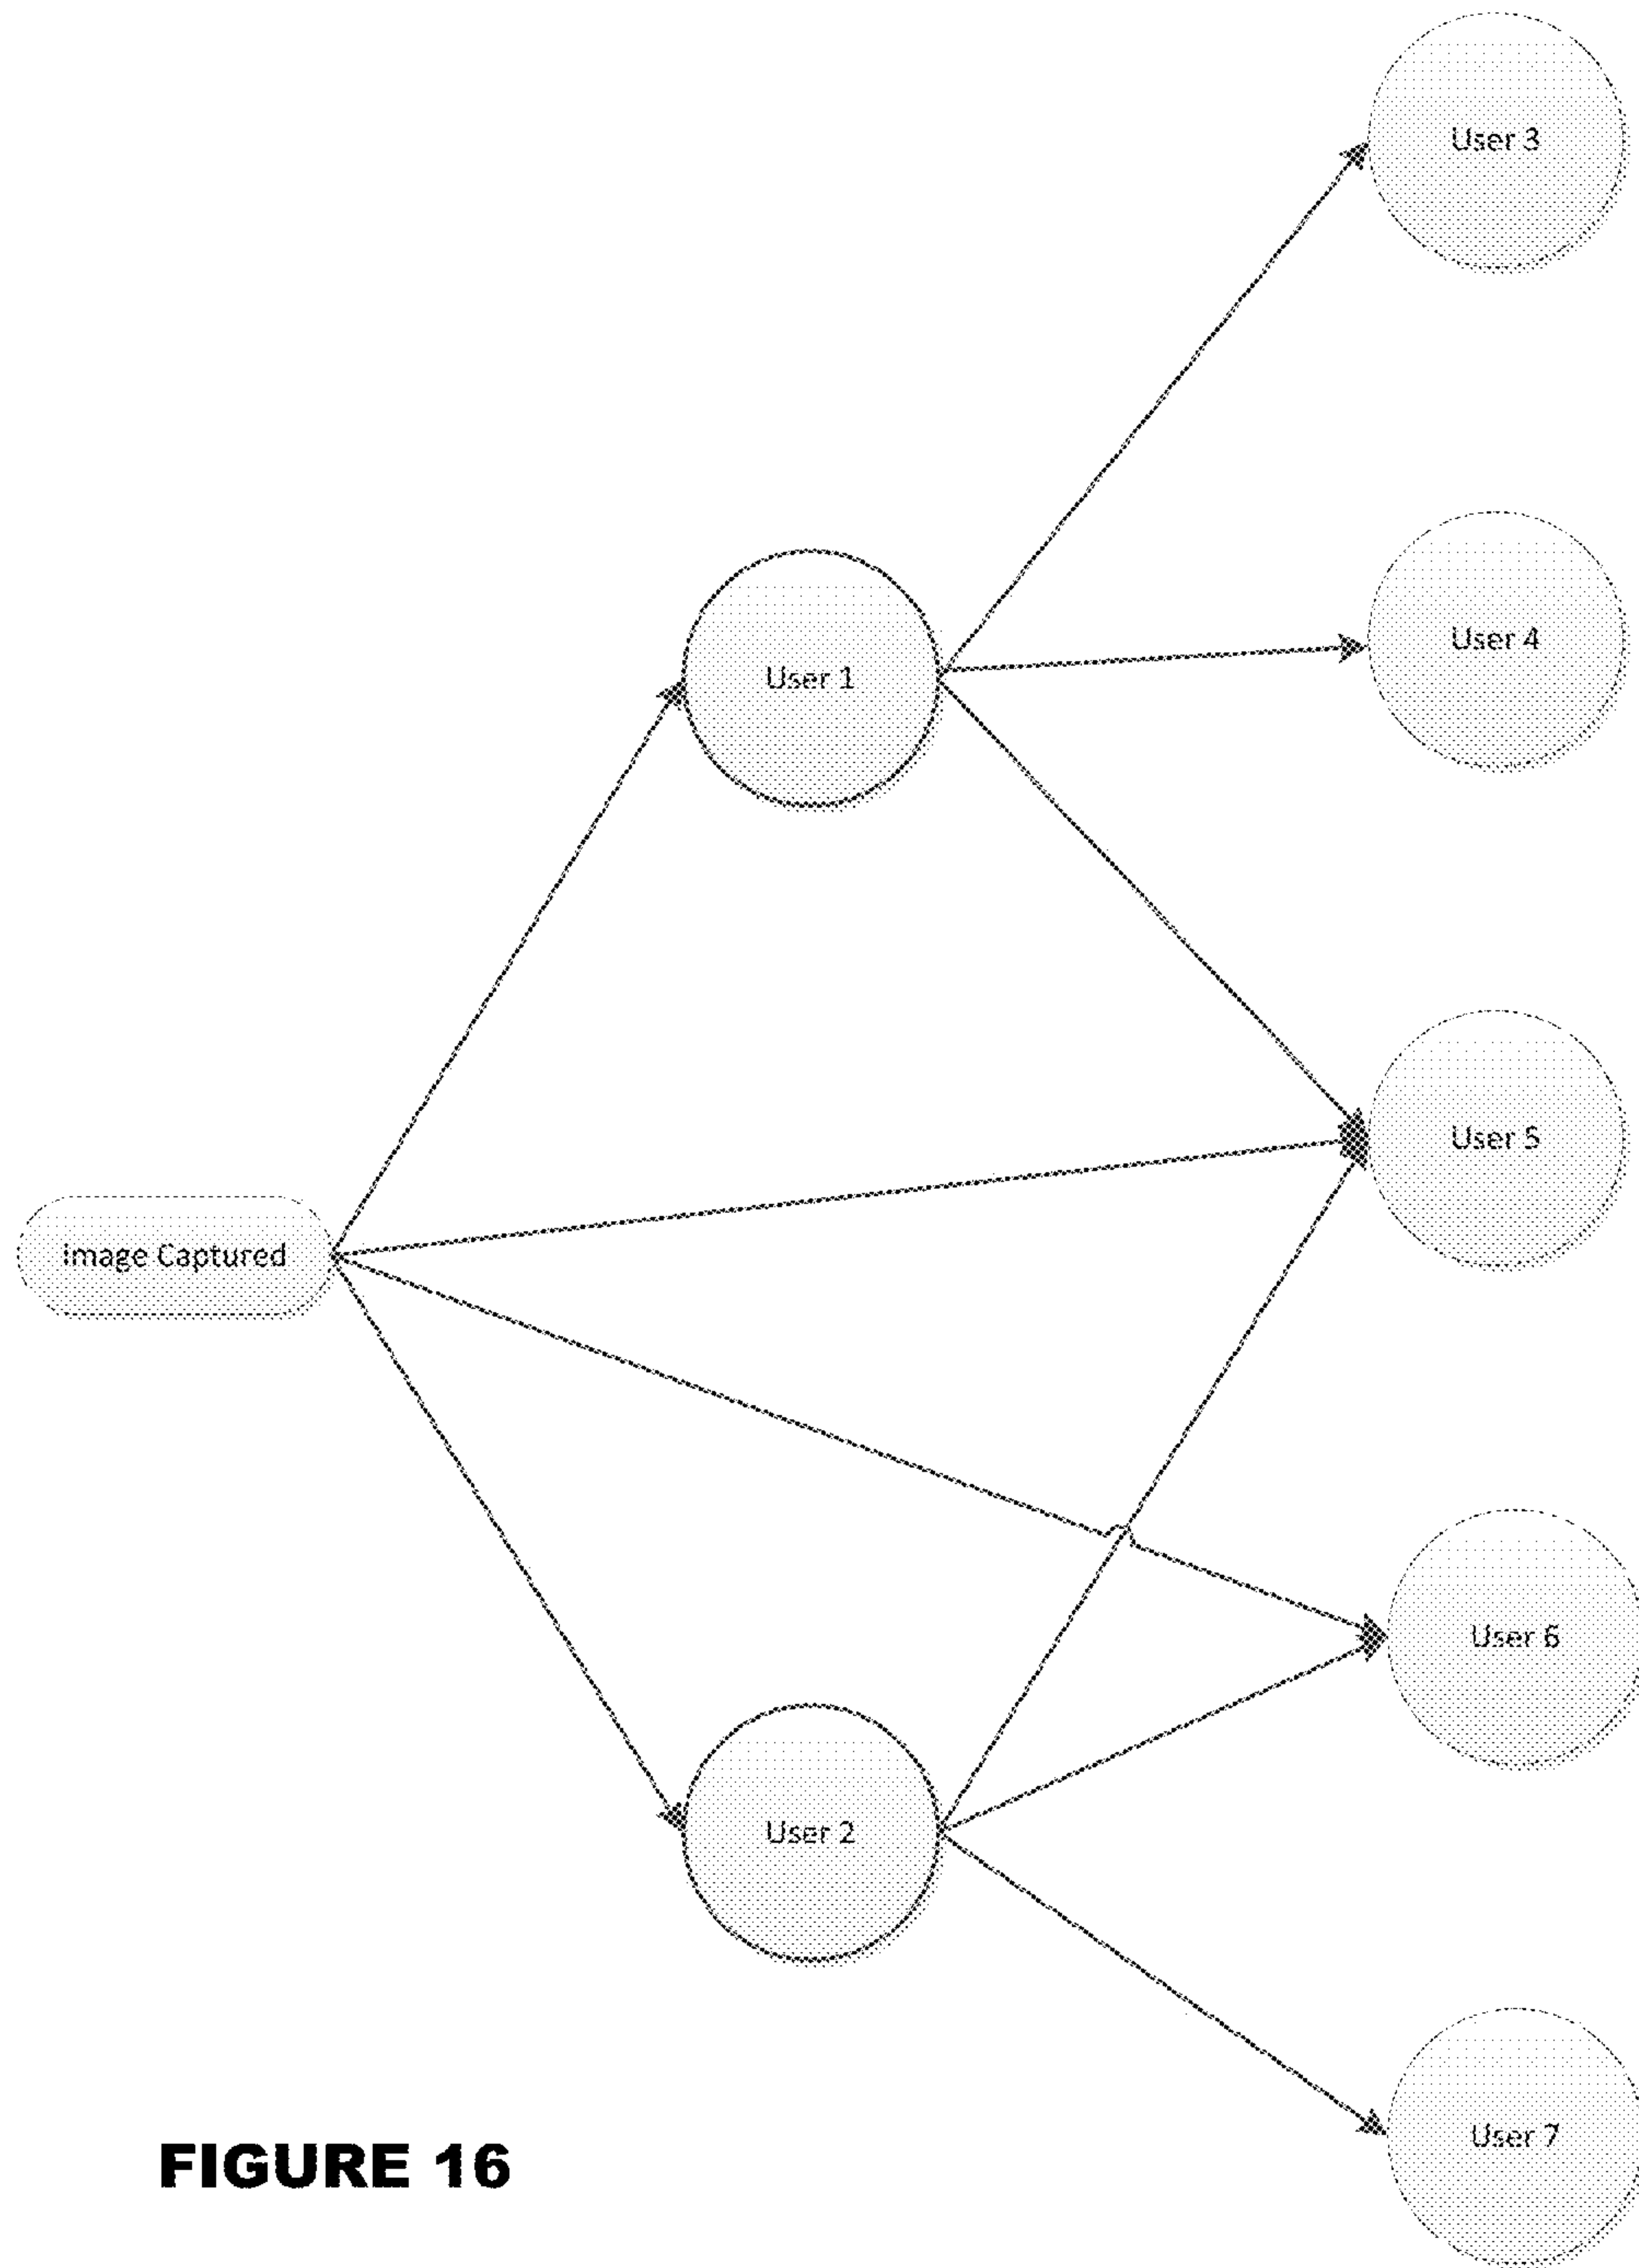 User 3
User 4
User 1
User 5
Image Captured
User 6
User 2
User 7
FIGURE 16